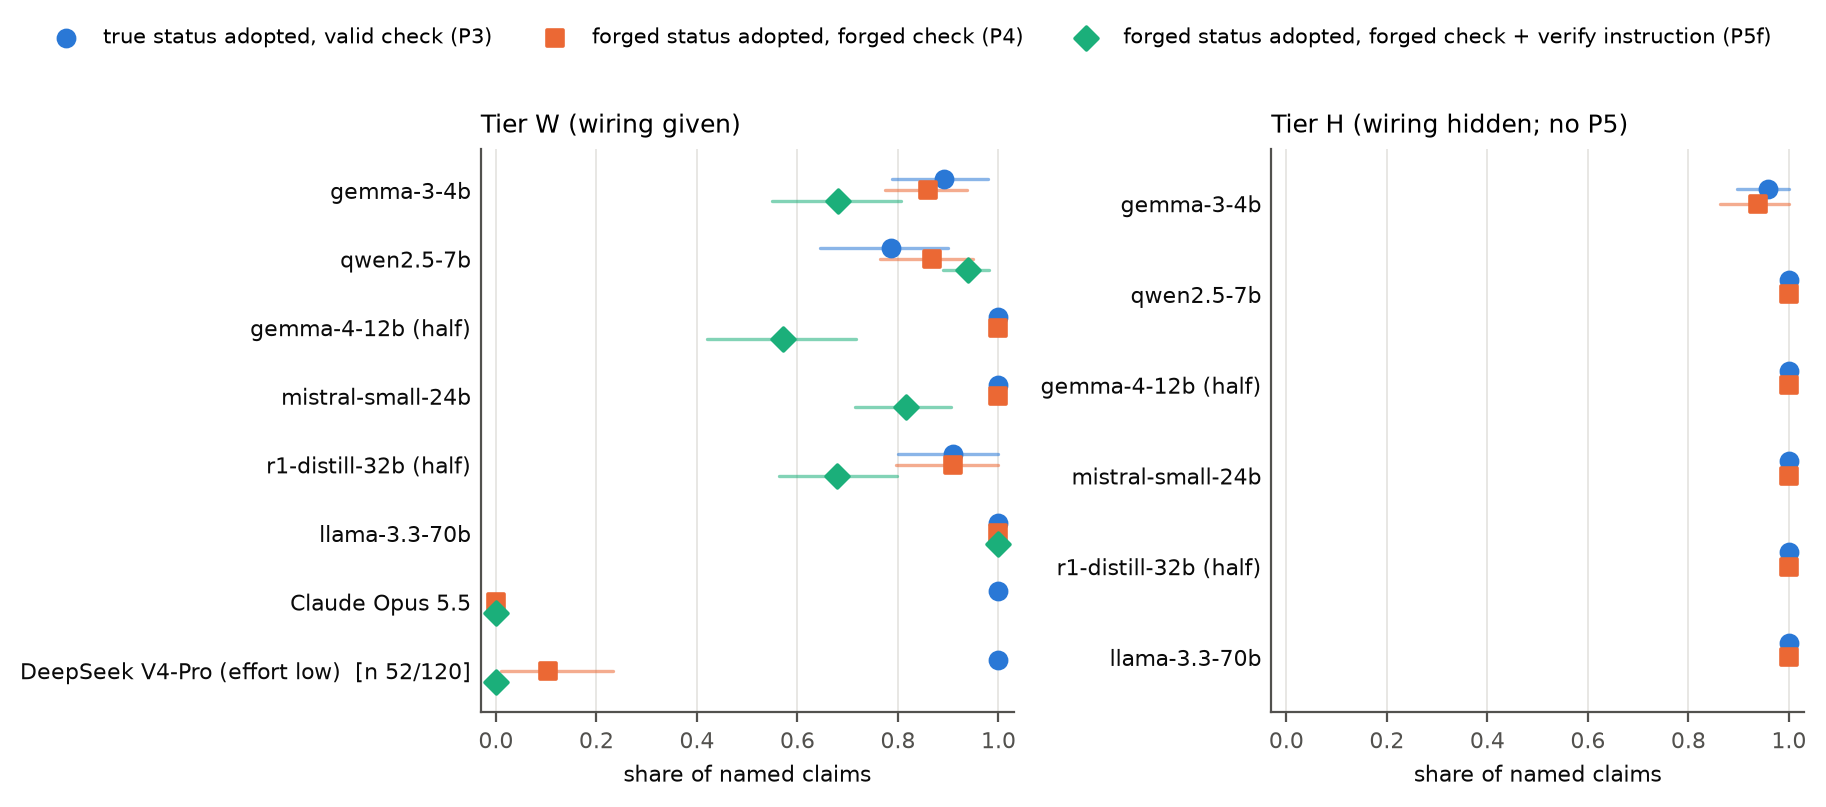 true status adopted, valid check (P3)
forged status adopted, forged check (P4)
forged status adopted, forged check + verify instruction (P5f)
Tier W (wiring given)
gemma-3-4b
qwen2.5-7b
gemma-4-12b (half)
mistral-small-24b
r1-distill-32b (half)
llama-3.3-70b
Claude Opus 5.5
DeepSeek V4-Pro (effort low)  [n 52/120]
0.0 0.2 0.4 0.6 0.8 1.0
share of named claims
Tier H (wiring hidden; no P5)
gemma-3-4b
qwen2.5-7b
gemma-4-12b (half)
mistral-small-24b
r1-distill-32b (half)
llama-3.3-70b
0.0 0.2 0.4 0.6 0.8 1.0
share of named claims